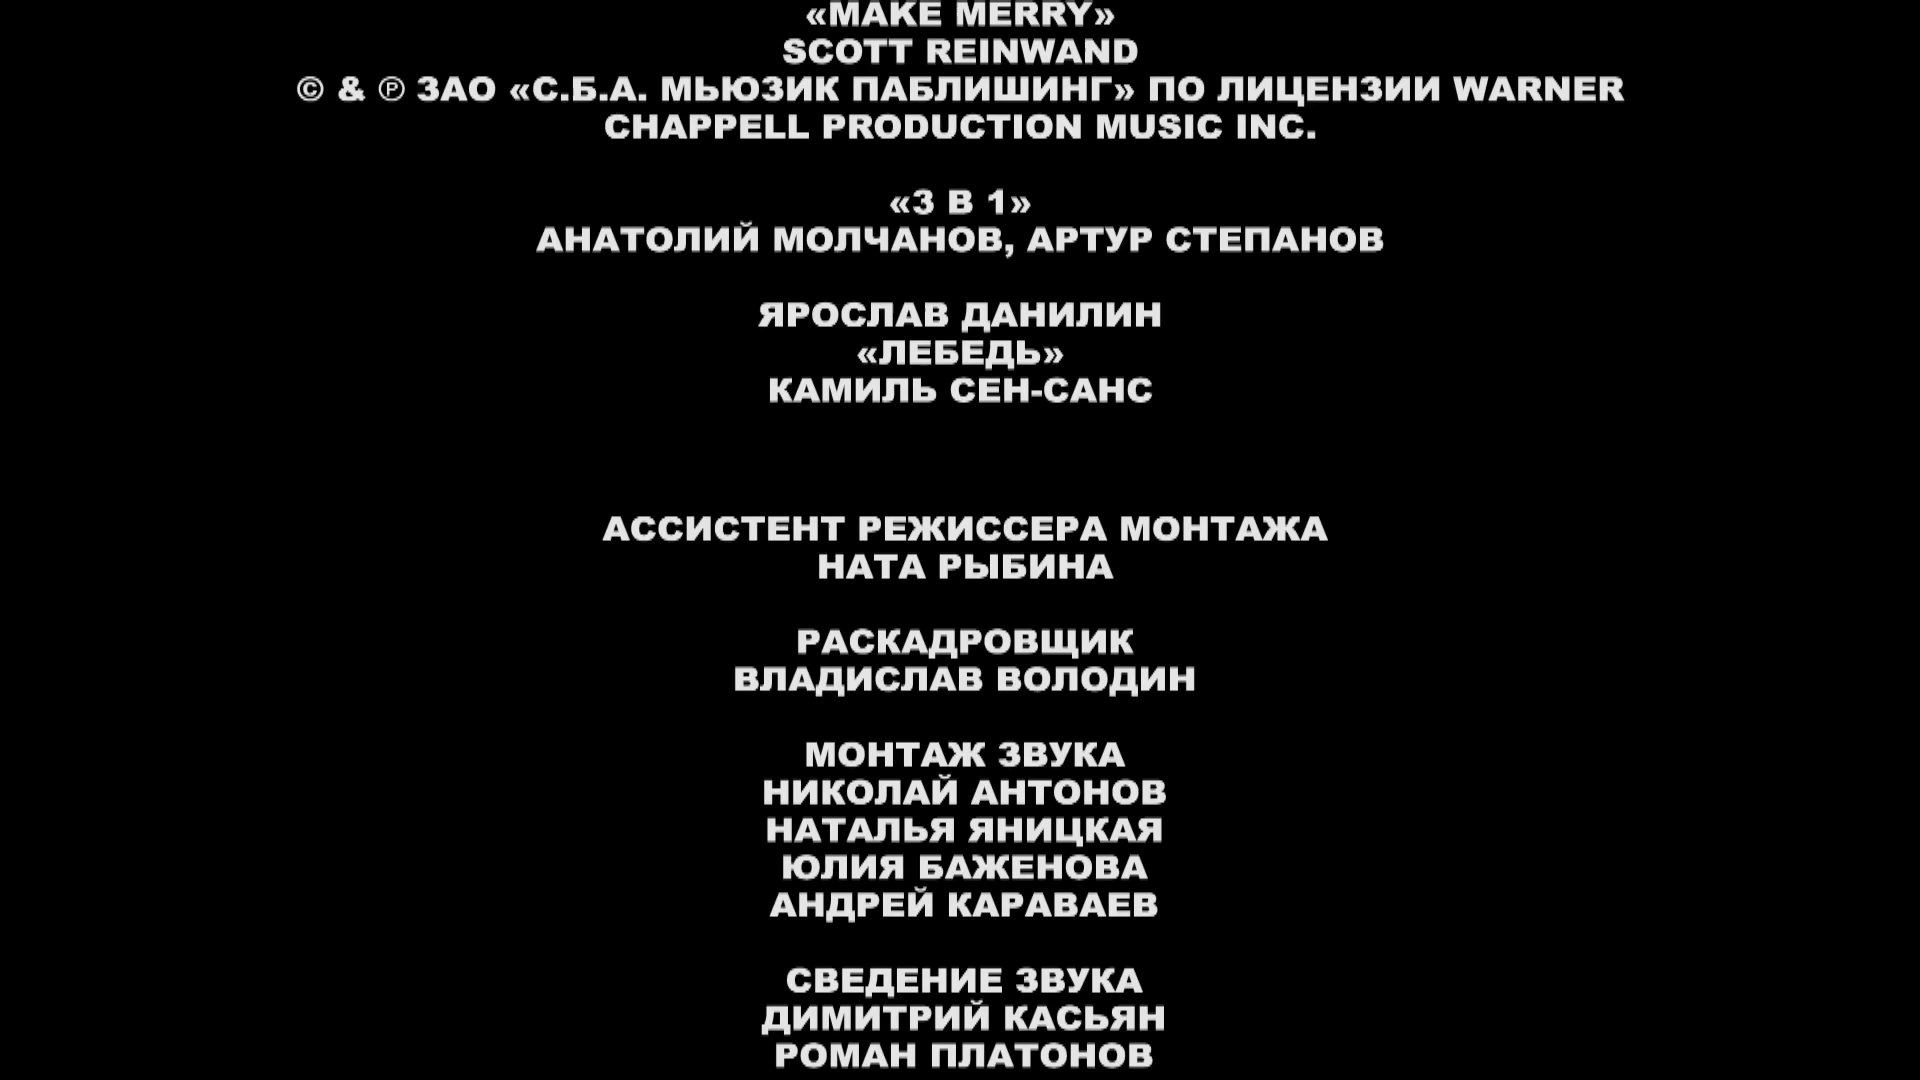 «MAKE MERRY»
SCOTT REINWAND
© & ℗ ЗАО «С.Б.А. МЬЮЗИК ПАБЛИШИНГ» ПО ЛИЦЕНЗИИ WARNER
CHAPPELL PRODUCTION MUSIC INC.
«3 В 1»
АНАТОЛИЙ МОЛЧАНОВ, АРТУР СТЕПАНОВ
ЯРОСЛАВ ДАНИЛИН
«ЛЕБЕДЬ»
КАМИЛЬ СЕН-САНС
АССИСТЕНТ РЕЖИССЕРА МОНТАЖА
НАТА РЫБИНА
РАСКАДРОВЩИК
ВЛАДИСЛАВ ВОЛОДИН
МОНТАЖ ЗВУКА
НИКОЛАЙ АНТОНОВ
НАТАЛЬЯ ЯНИЦКАЯ
ЮЛИЯ БАЖЕНОВА
АНДРЕЙ КАРАВАЕВ
СВЕДЕНИЕ ЗВУКА
ДИМИТРИЙ КАСЬЯН
РОМАН ПЛАТОНОВ